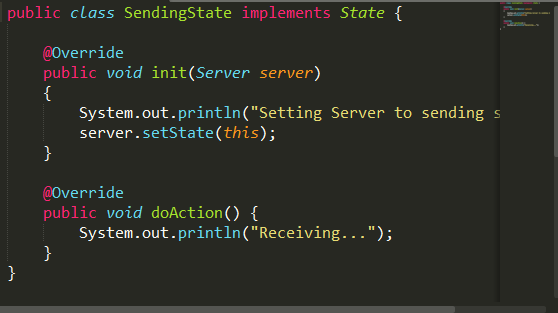 public class SendingState implements State {
@Override
public void init(Server server)
{
System.out.println("Setting Server to sending s
server.setState(this);
}
@Override
public void doAction() {
System.out.println("Receiving...");
}
}